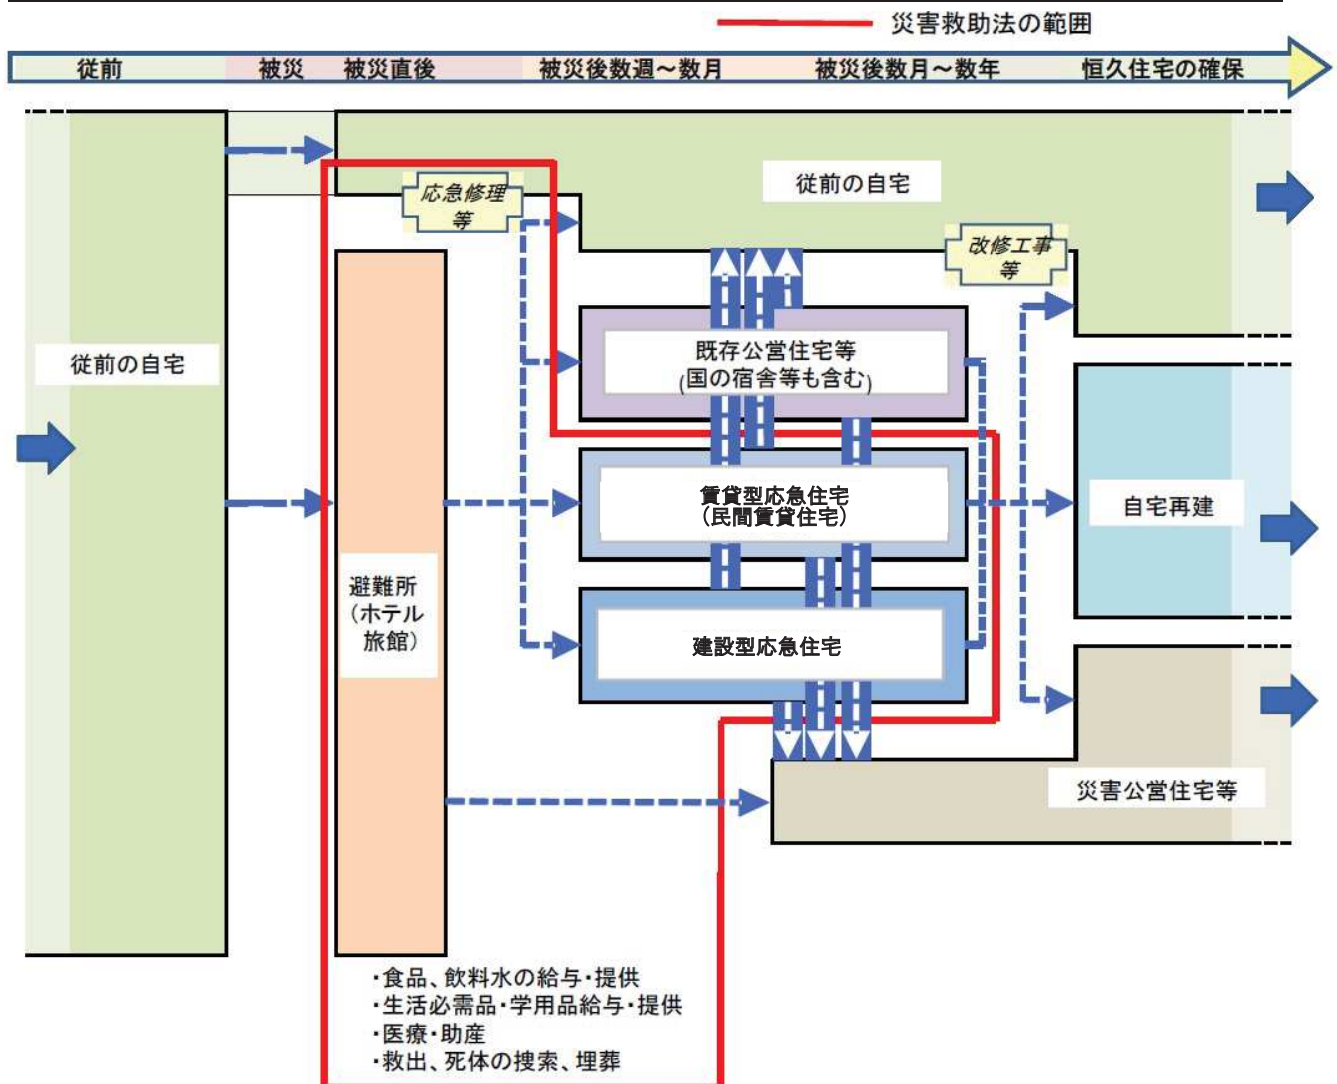 災害救助法の範囲
従前
被災
被災直後
被災後数週～数月
被災後数月～数年
恒久住宅の確保
従前の自宅
応急修理
等
従前の自宅
改修工事
等
既存公営住宅等
(国の宿舎等も含む)
賃貸型応急住宅
（民間賃貸住宅）
自宅再建
避難所
（ホテル
旅館）
建設型応急住宅
災害公営住宅等
・食品、飲料水の給与・提供
・生活必需品・学用品給与・提供
・医療・助産
・救出、死体の捜索、埋葬